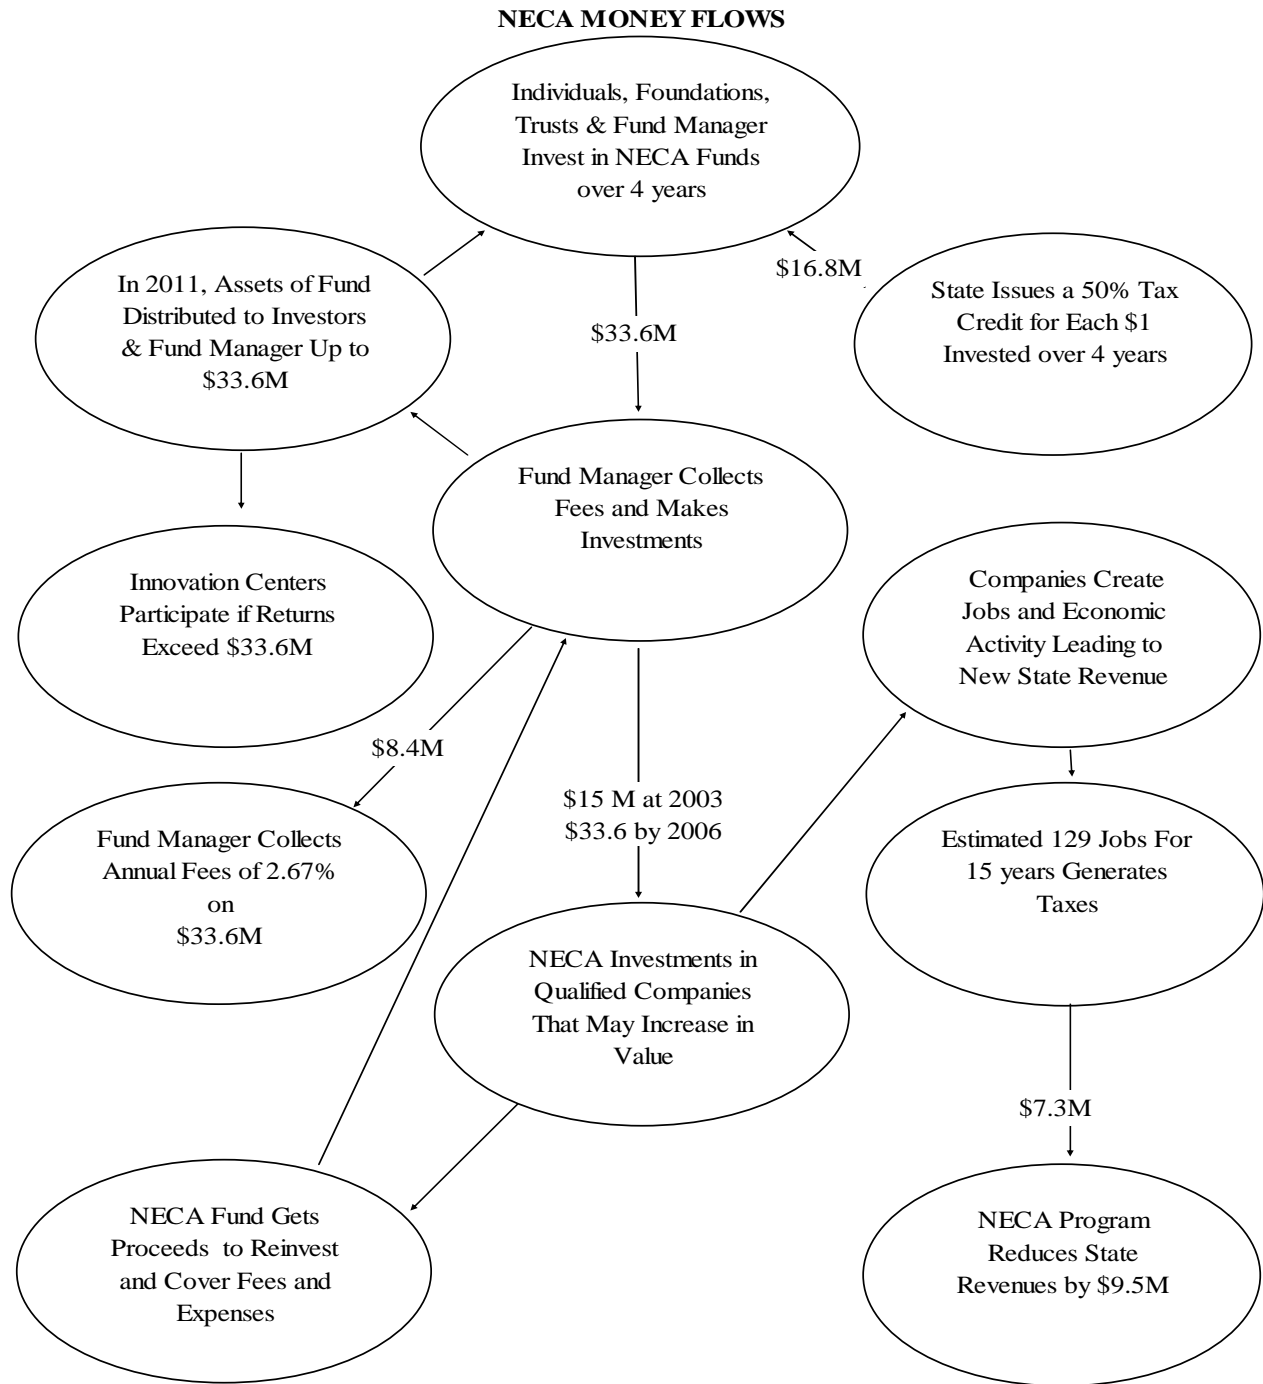 NECA MONEY FLOWS
Individuals, Foundations,
Trusts & Fund Manager
Invest in NECA Funds
over 4 years
In 2011, Assets of Fund
Distributed to Investors
& Fund Manager Up to
$33.6M
$33.6M
$16.8M
State Issues a 50% Tax
Credit for Each $1
Invested over 4 years
Fund Manager Collects
Fees and Makes
Investments
Innovation Centers
Participate if Returns
Exceed $33.6M
Companies Create
Jobs and Economic
Activity Leading to
New State Revenue
$8.4M
$15 M at 2003
$33.6 by 2006
Fund Manager Collects
Annual Fees of 2.67%
on
$33.6M
Estimated 129 Jobs For
15 years Generates
Taxes
NECA Investments in
Qualified Companies
That May Increase in
Value
$7.3M
NECA Fund Gets
Proceeds to Reinvest
and Cover Fees and
Expenses
NECA Program
Reduces State
Revenues by $9.5M